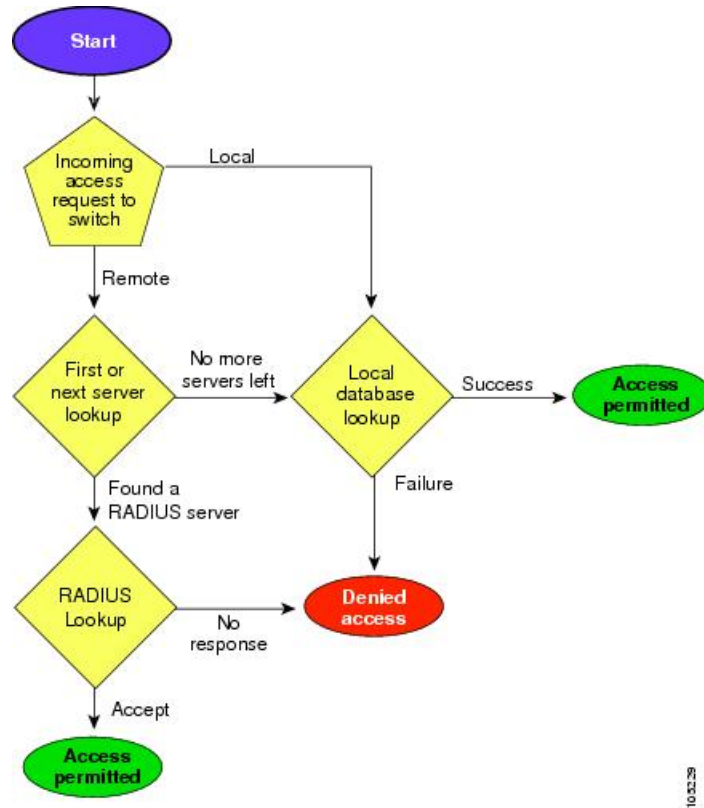 Start
Incoming
access
request to
switch
Local
Remote
First or
next server
lookup
No more
servers left
Local
database
lookup
Success
Access
permitted
Found a
RADIUS server
Failure
RADIUS
Lookup
No
response
Denied
access
Accept
Access
permitted
105229